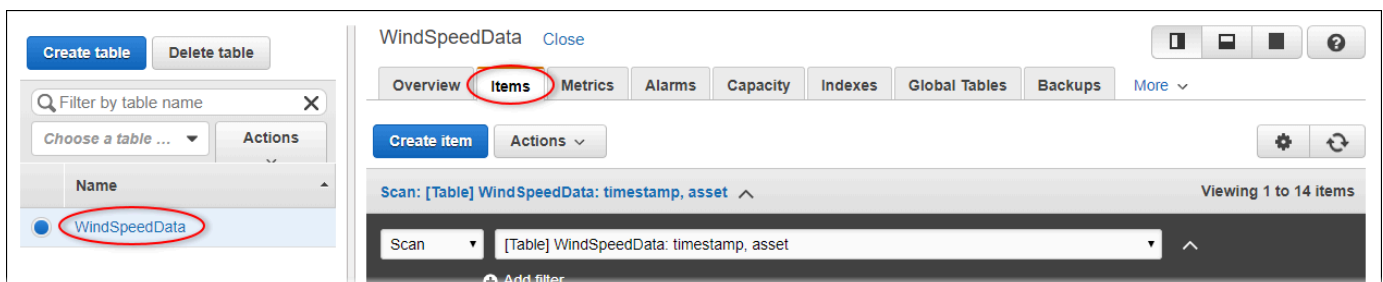 Create table Delete table
Filter by table name
Choose a table ... Actions
Name
WindSpeedData
WindSpeedData Close
Overview Items Metrics Alarms Capacity Indexes Global Tables Backups More
Create item Actions
Scan: [Table] WindSpeedData: timestamp, asset Viewing 1 to 14 items
Scan [Table] WindSpeedData: timestamp, asset
Add filter